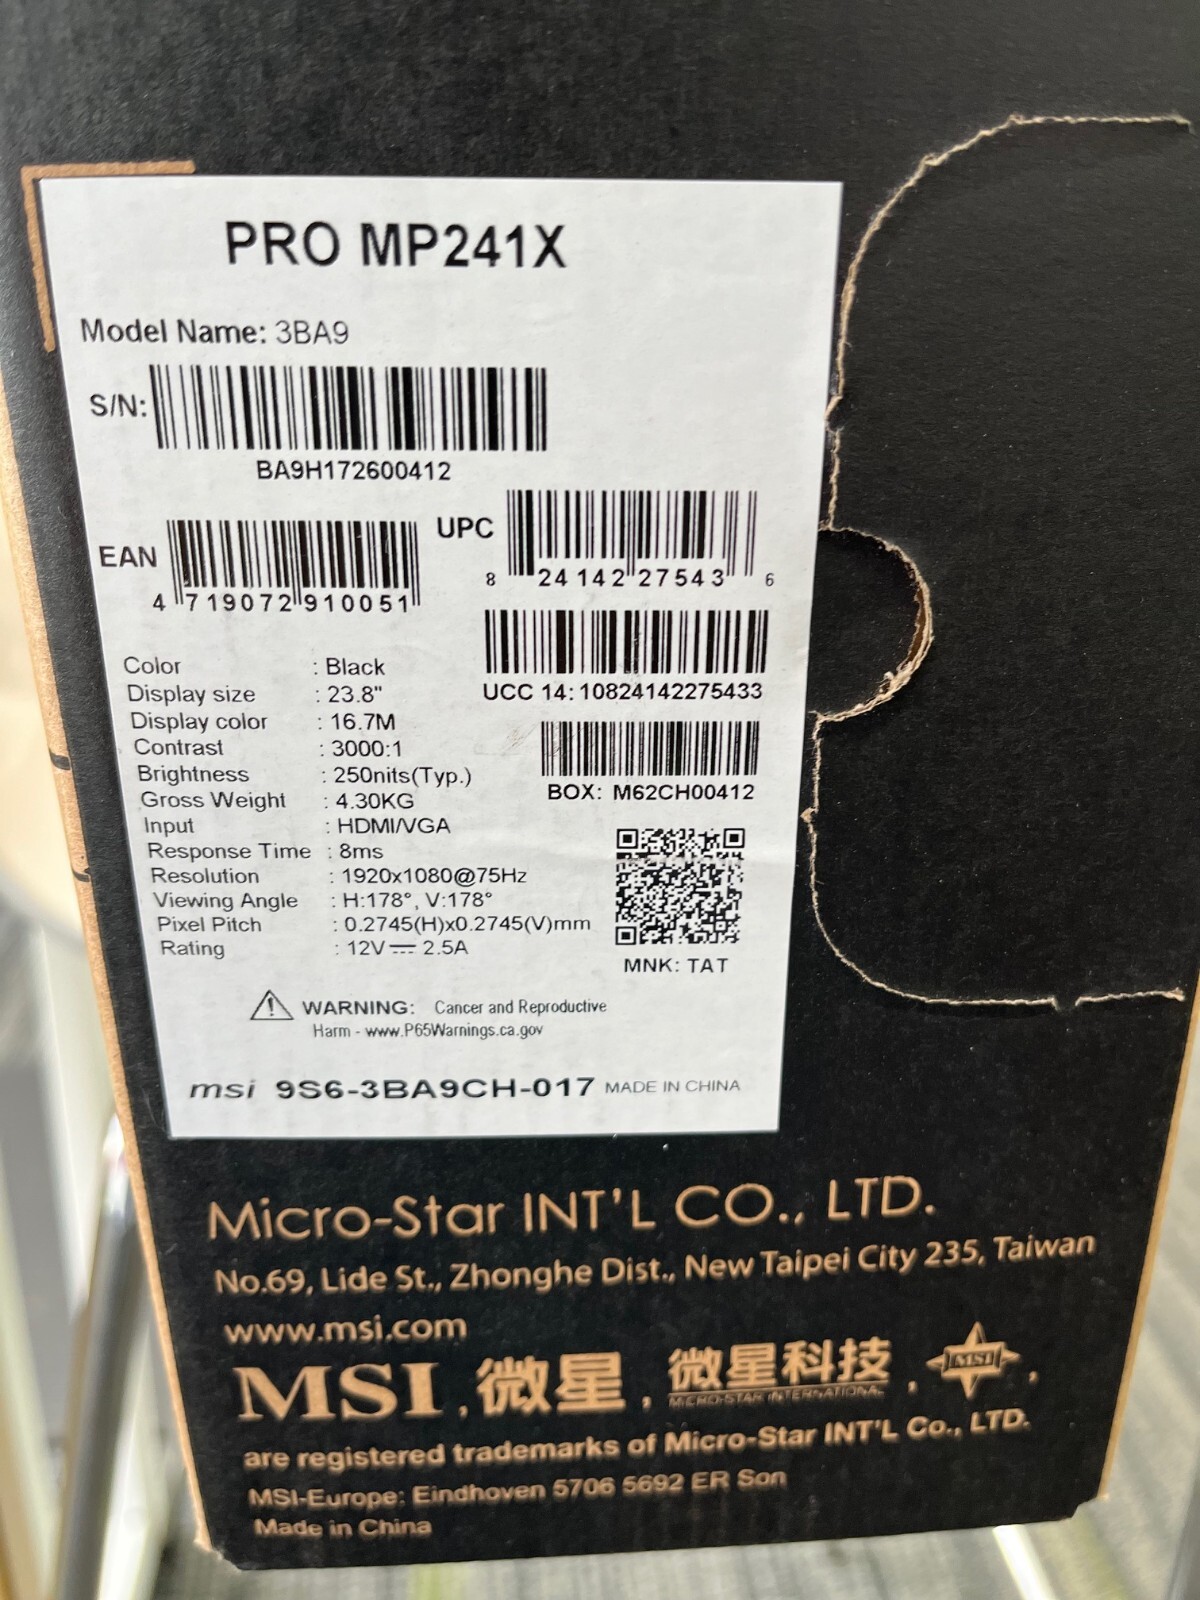 PRO MP241X
Model Name: 3BA9
S/N:
BA9H172600412
EAN
4 719072 910051
UPC
8 24142 27543 6
UCC 14: 10824142275433
BOX: M62CH00412
MNK: TAT
Color : Black
Display size : 23.8"
Display color : 16.7M
Contrast : 3000:1
Brightness : 250nits(Typ.)
Gross Weight : 4.30KG
Input : HDMI/VGA
Response Time : 8ms
Resolution : 1920x1080@75Hz
Viewing Angle : H:178°, V:178°
Pixel Pitch : 0.2745(H)x0.2745(V)mm
Rating : 12V⎓ 2.5A
WARNING: Cancer and Reproductive
Harm - www.P65Warnings.ca.gov
msi 9S6-3BA9CH-017 MADE IN CHINA
Micro-Star INT'L CO., LTD.
No.69, Lide St., Zhonghe Dist., New Taipei City 235, Taiwan
www.msi.com
MSI, 微星, 微星科技 MICRO-STAR INTERNATIONAL, MSI,
are registered trademarks of Micro-Star INT'L Co., LTD.
MSI-Europe: Eindhoven 5706 5692 ER Son
Made in China